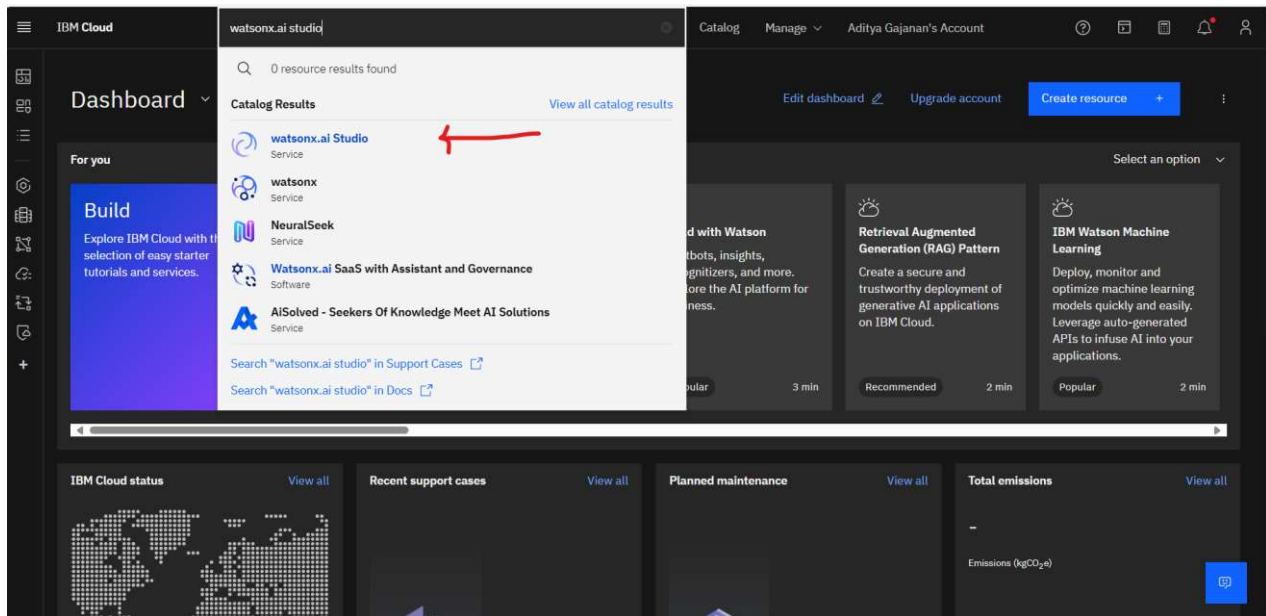 IBM Cloud
watsonx.ai studio
Catalog
Manage
Aditya Gajanan's Account
Dashboard
0 resource results found
Catalog Results
View all catalog results
watsonx.ai Studio
Service
watsonx
Service
NeuralSeek
Service
Watsonx.ai SaaS with Assistant and Governance
Software
AiSolved - Seekers Of Knowledge Meet AI Solutions
Service
Search "watsonx.ai studio" in Support Cases
Search "watsonx.ai studio" in Docs
Edit dashboard
Upgrade account
Create resource +
For you
Select an option
Build
Explore IBM Cloud with th
selection of easy starter
tutorials and services.
d with Watson
tbots, insights,
ognitizers, and more.
lore the AI platform for
iness.
pular
3 min
Retrieval Augmented
Generation (RAG) Pattern
Create a secure and
trustworthy deployment of
generative AI applications
on IBM Cloud.
Recommended
2 min
IBM Watson Machine
Learning
Deploy, monitor and
optimize machine learning
models quickly and easily.
Leverage auto-generated
APIs to infuse AI into your
applications.
Popular
2 min
IBM Cloud status
View all
Recent support cases
View all
Planned maintenance
View all
Total emissions
View all
-
Emissions (kgCO2e)